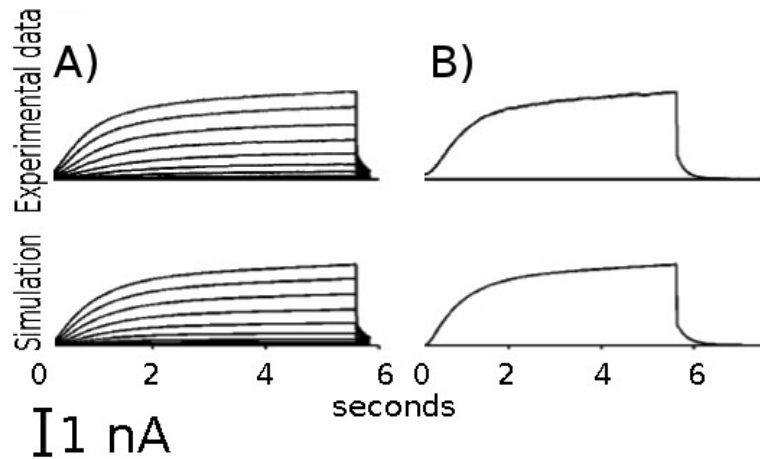 Experimental data
A)
B)
Simulation
0 2 4 6
0 2 4 6
seconds
1 nA